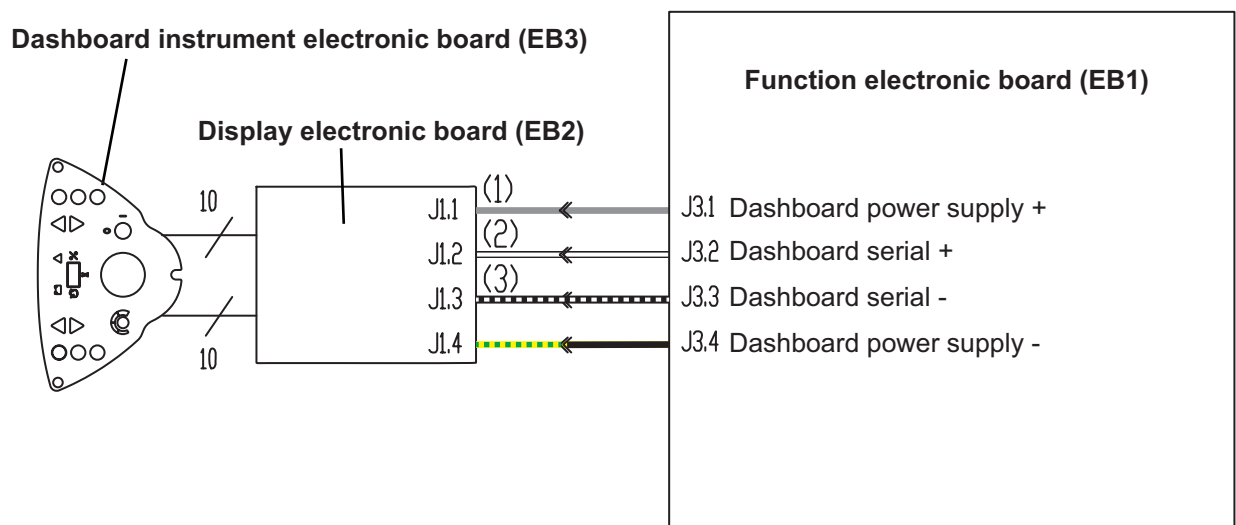 Dashboard instrument electronic board (EB3)
Function electronic board (EB1)
Display electronic board (EB2)
10
10
J1.1
J1.2
J1.3
J1.4
(1)
(2)
(3)
J3.1 Dashboard power supply +
J3.2 Dashboard serial +
J3.3 Dashboard serial -
J3.4 Dashboard power supply -